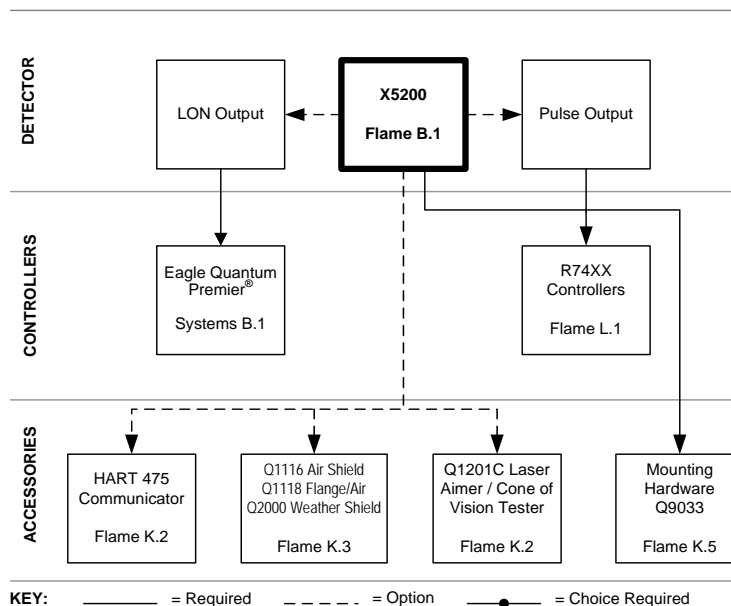 DETECTOR
LON Output
X5200
Flame B.1
Pulse Output
CONTROLLERS
Eagle Quantum
Premier®
Systems B.1
R74XX
Controllers
Flame L.1
ACCESSORIES
HART 475
Communicator
Flame K.2
Q1116 Air Shield
Q1118 Flange/Air
Q2000 Weather Shield
Flame K.3
Q1201C Laser
Aimer / Cone of
Vision Tester
Flame K.2
Mounting
Hardware
Q9033
Flame K.5
KEY: = Required = Option = Choice Required